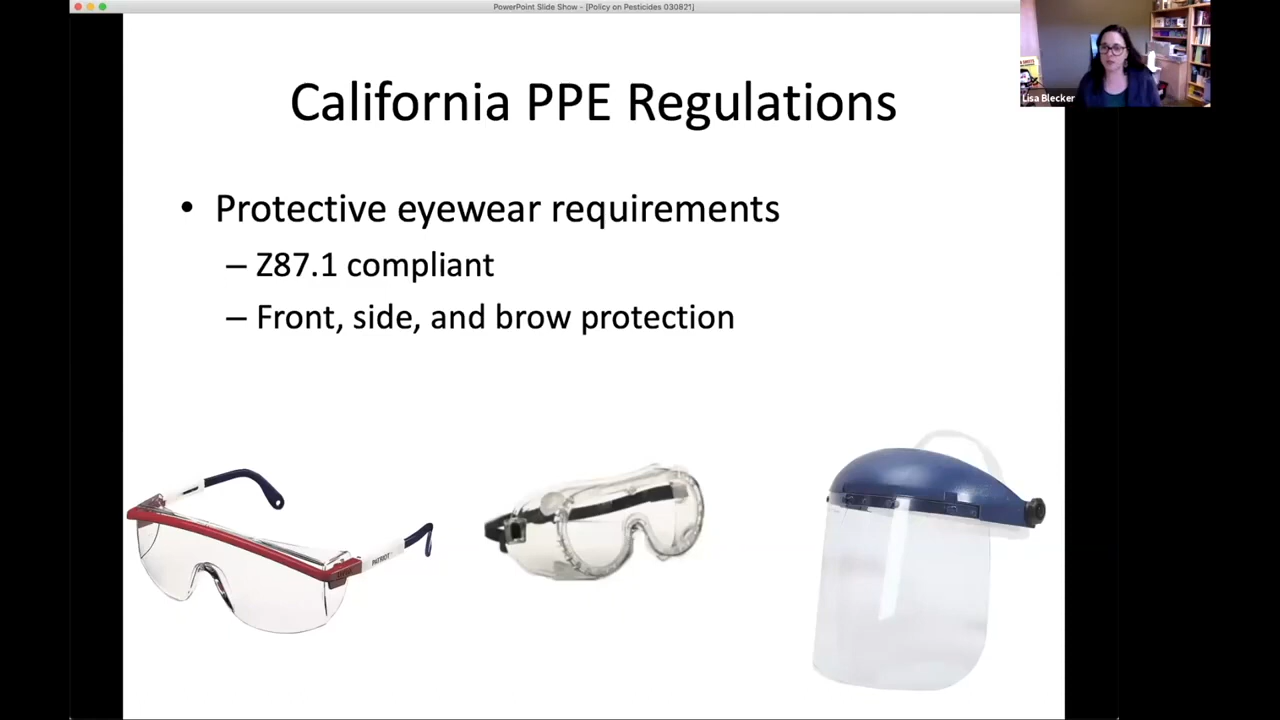 PowerPoint Slide Show - [Policy on Pesticides 030821]
Lisa Blecker
California PPE Regulations
• Protective eyewear requirements
– Z87.1 compliant
– Front, side, and brow protection
PATRIOT